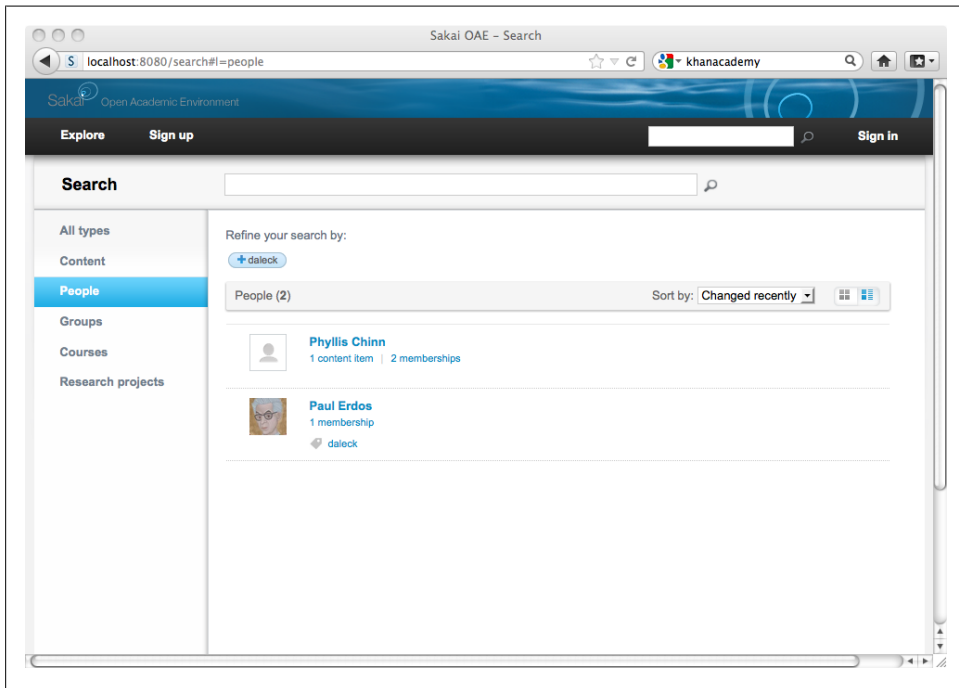 Sakai OAE – Search
S localhost:8080/search#l=people
khanacademy
Sakai Open Academic Environment
Explore Sign up Sign in
Search
All types
Content
People
Groups
Courses
Research projects
Refine your search by:
+ daleck
People (2) Sort by: Changed recently
Phyllis Chinn
1 content item | 2 memberships
Paul Erdos
1 membership
daleck